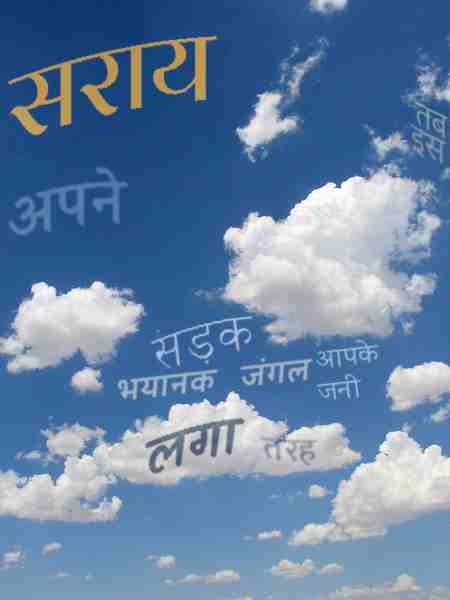 सराय
तब
इस
अपने
सड़क
भयानक जंगल आपके
जनी
लगा तरह